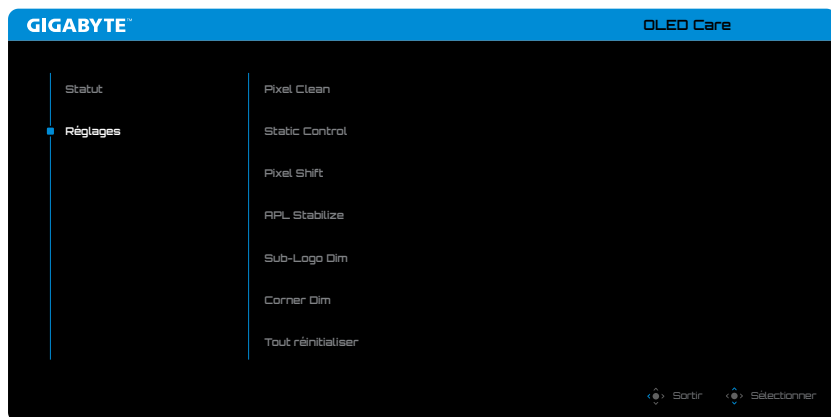 GIGABYTE™
OLED Care
Statut
Réglages
Pixel Clean
Static Control
Pixel Shift
APL Stabilize
Sub-Logo Dim
Corner Dim
Tout réinitialiser
Sortir
Sélectionner